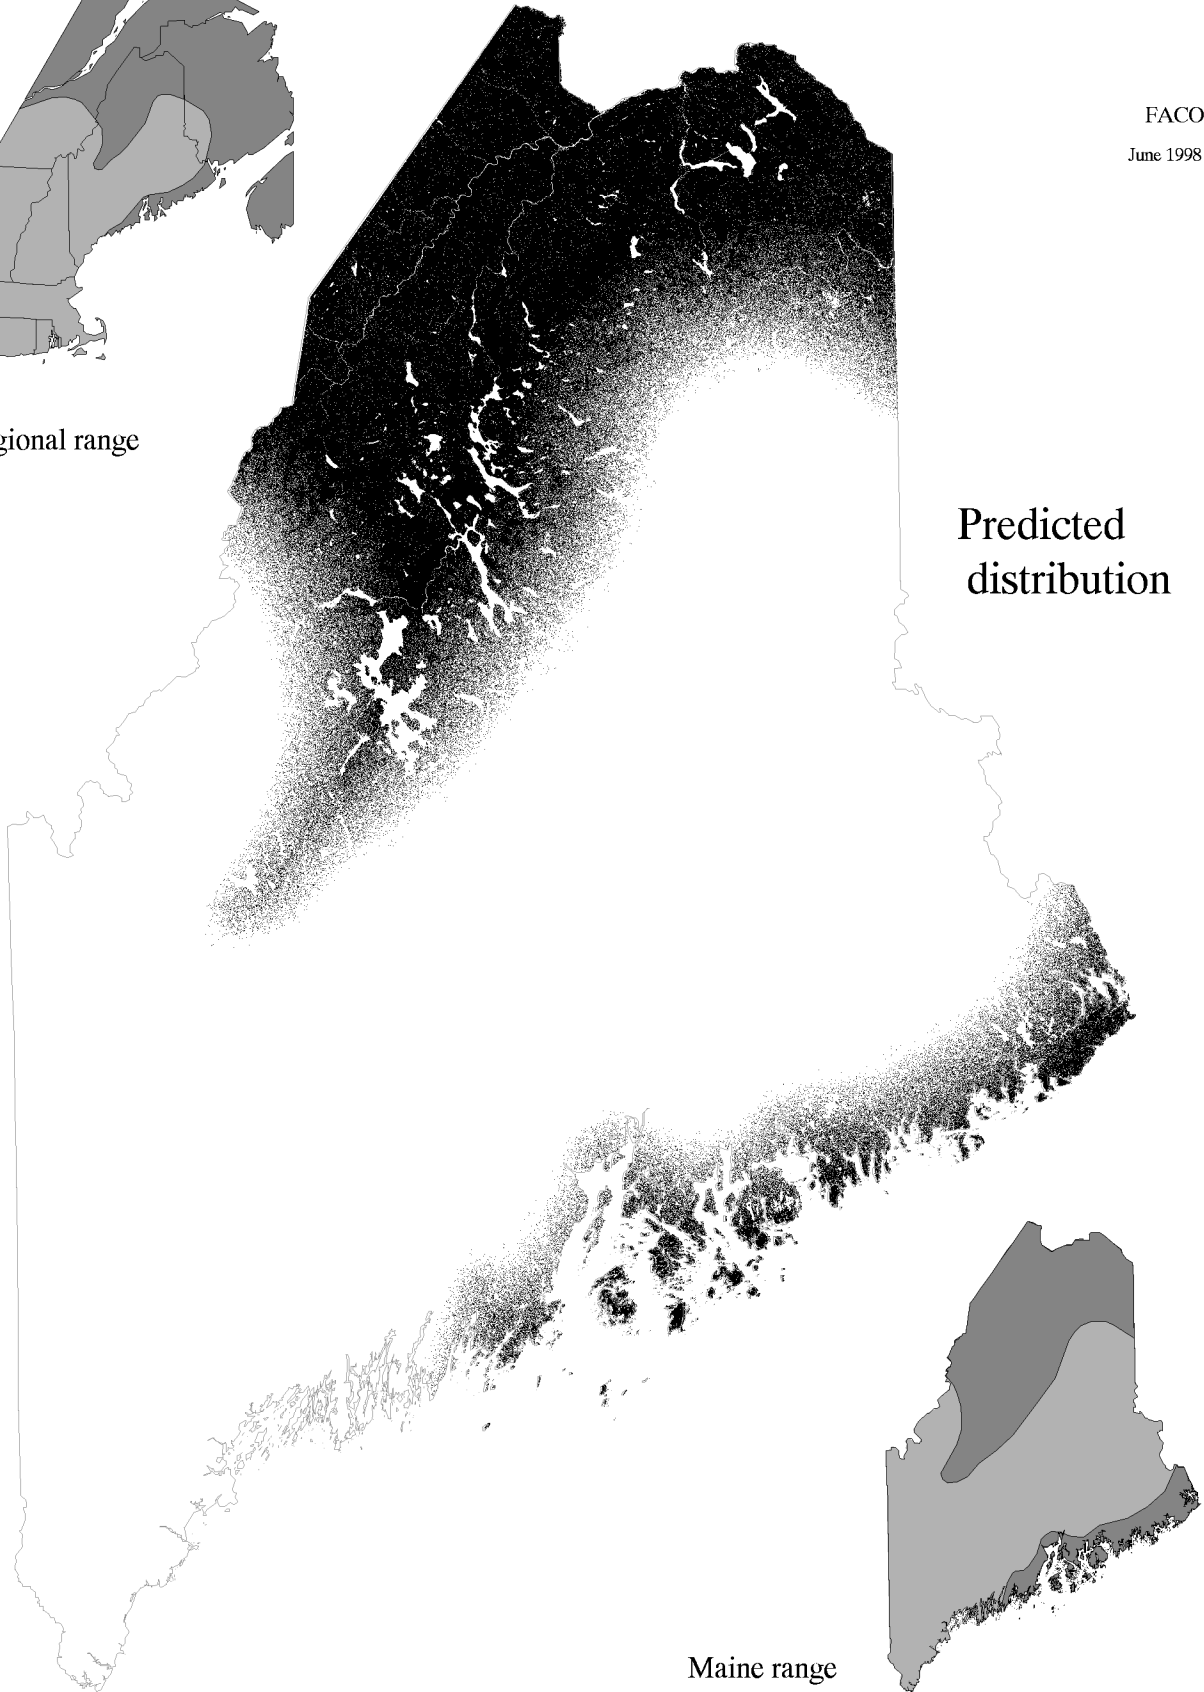 FACO
June 1998
gional range
Predicted
distribution
Maine range